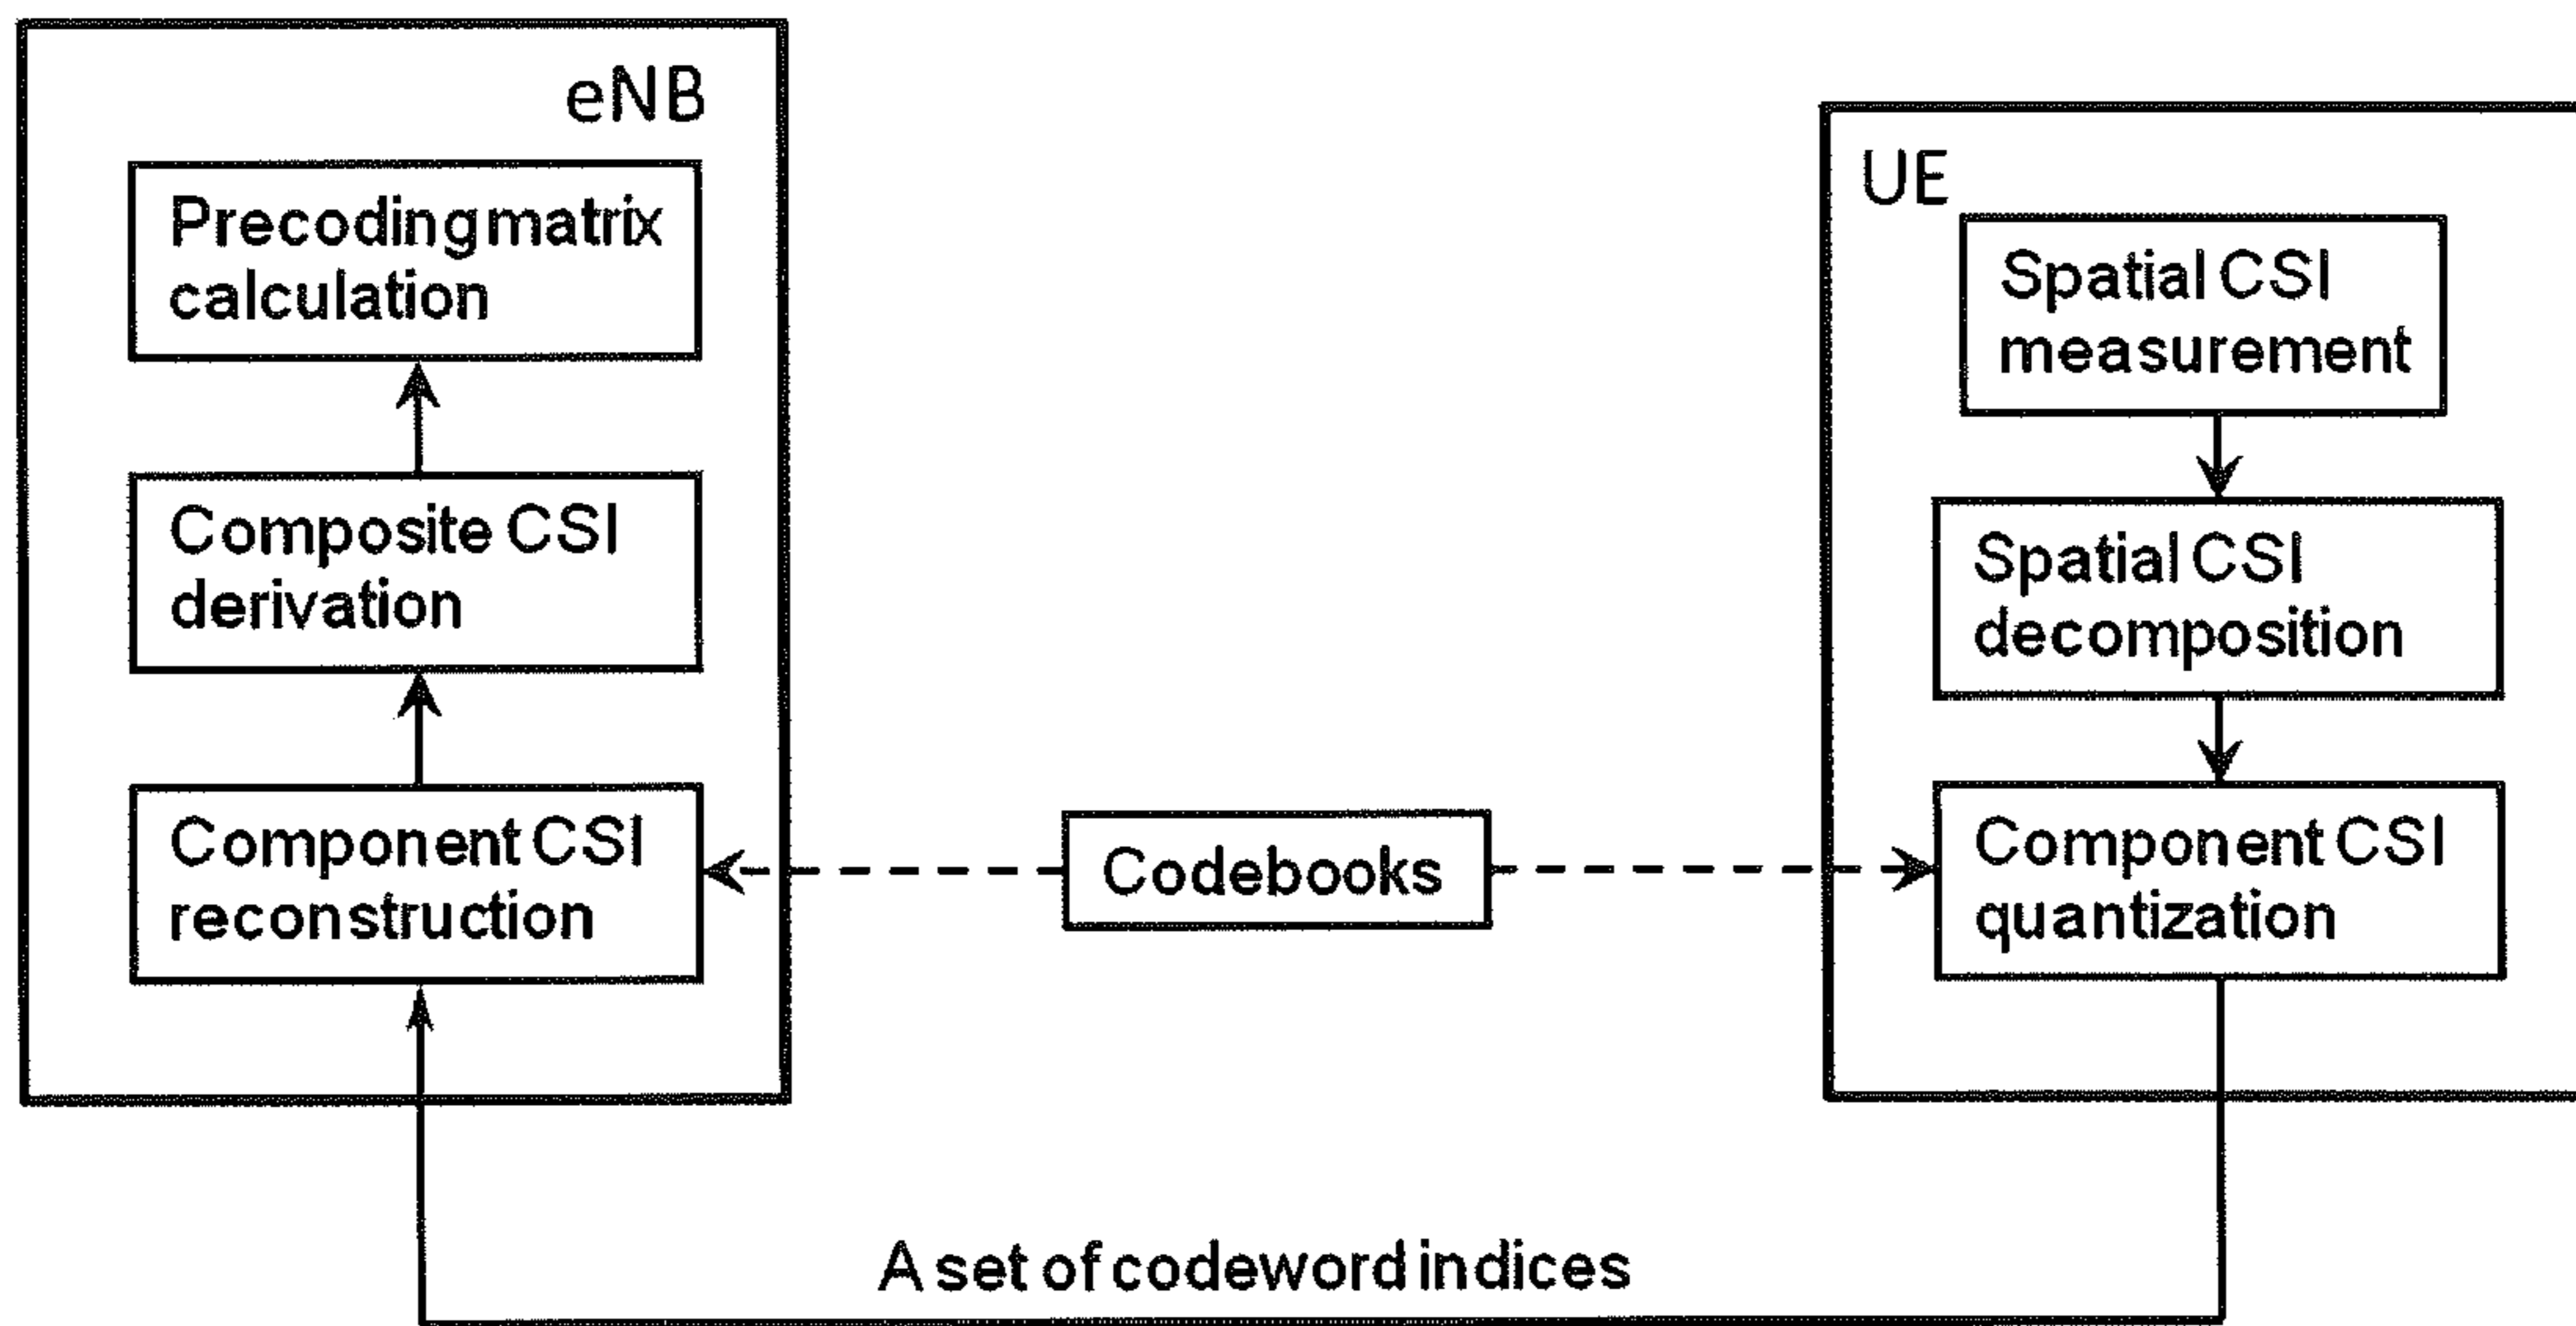 eNB
Precoding matrix
calculation
Composite CSI
derivation
Component CSI
reconstruction
Codebooks
UE
Spatial CSI
measurement
Spatial CSI
decomposition
Component CSI
quantization
A set of codeword indices